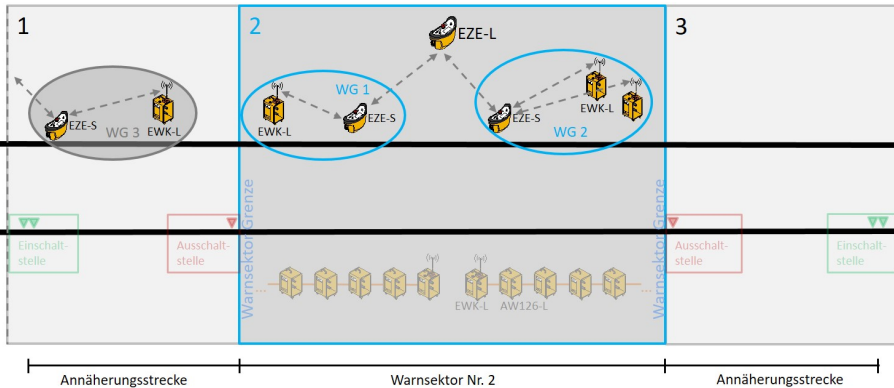 1
2
3
EZE-L
EZE-S
EWK-L
WG 3
EWK-L
WG 1
EZE-S
EZE-S
EWK-L
WG 2
Einschalt-
stelle
Ausschalt-
stelle
Warnsektor Grenze
Warnsektor Grenze
Ausschalt-
stelle
Einschalt-
stelle
...
EWK-L
AW126-L
...
Annäherungsstrecke
Warnsektor Nr. 2
Annäherungsstrecke